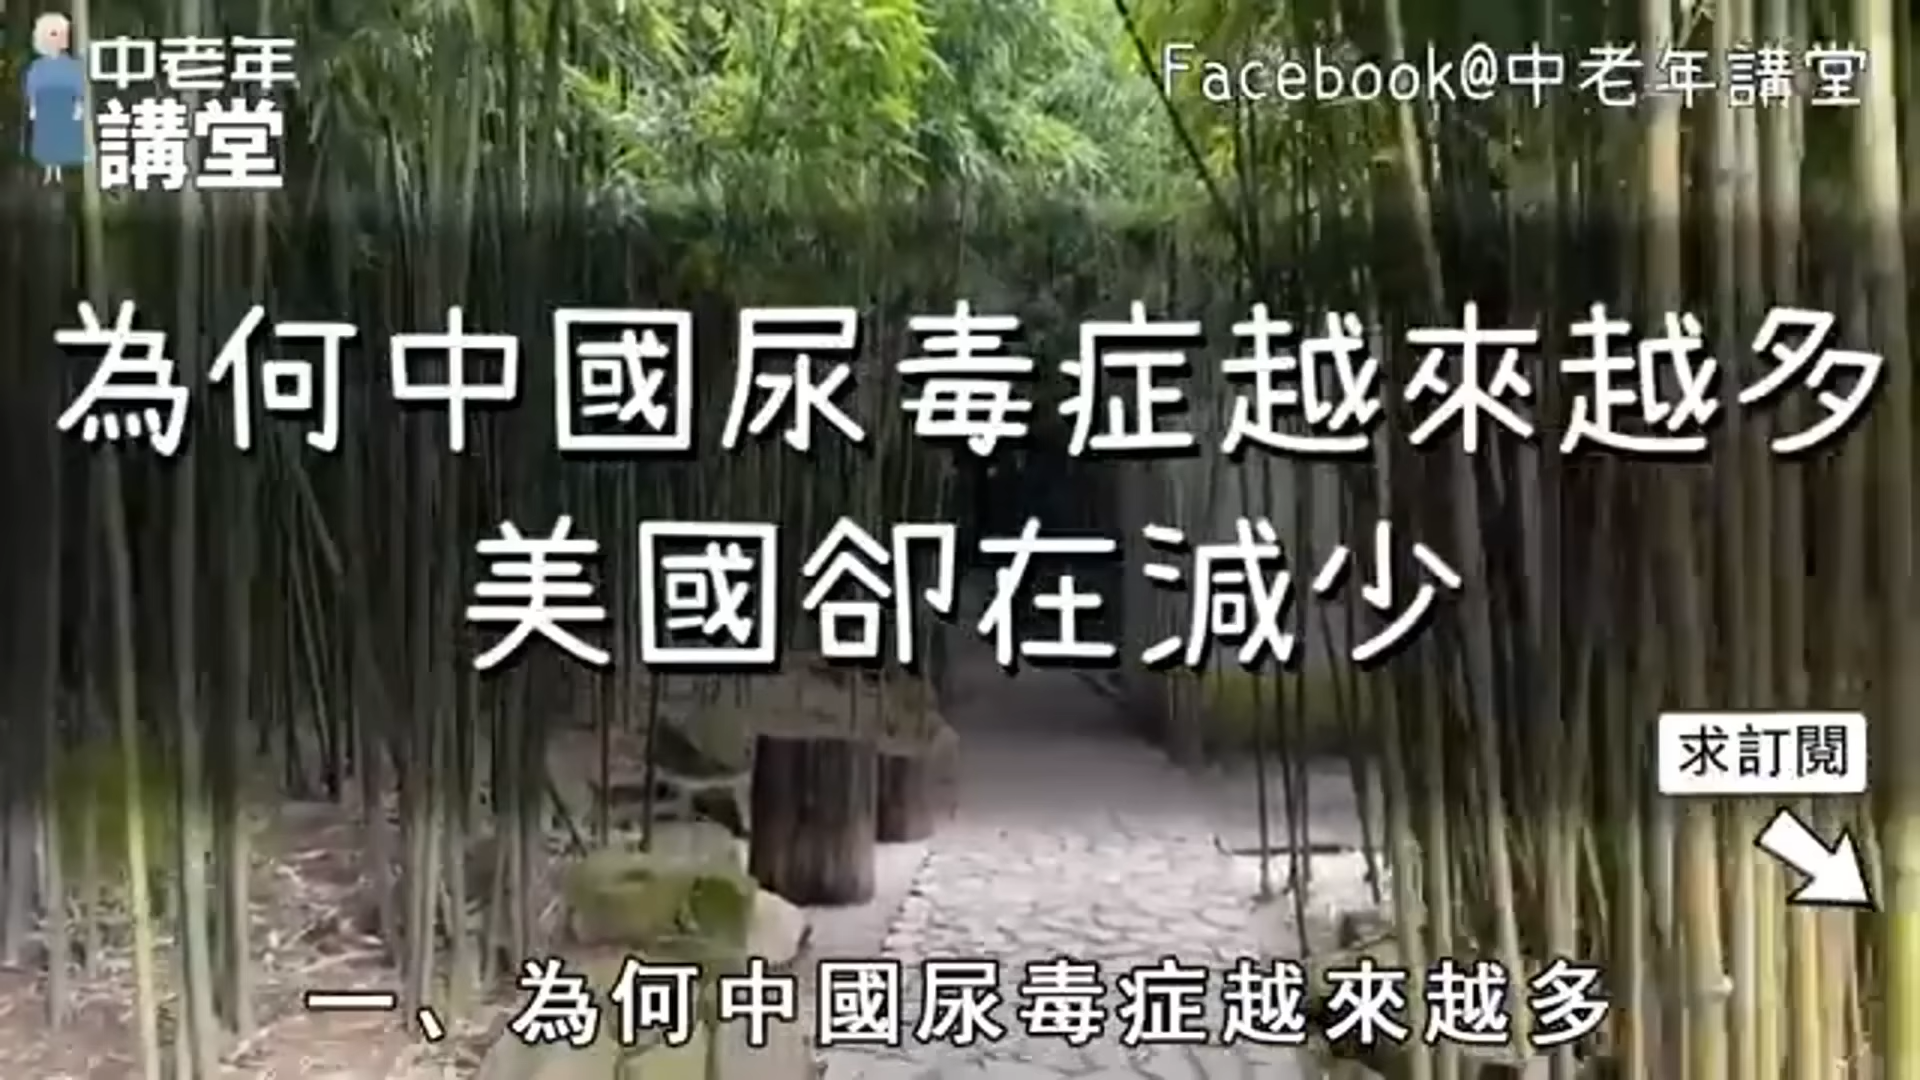 中老年
講堂
Facebook@中老年講堂
為何中國尿毒症越來越多
美國卻在減少
求訂閱
一、為何中國尿毒症越來越多